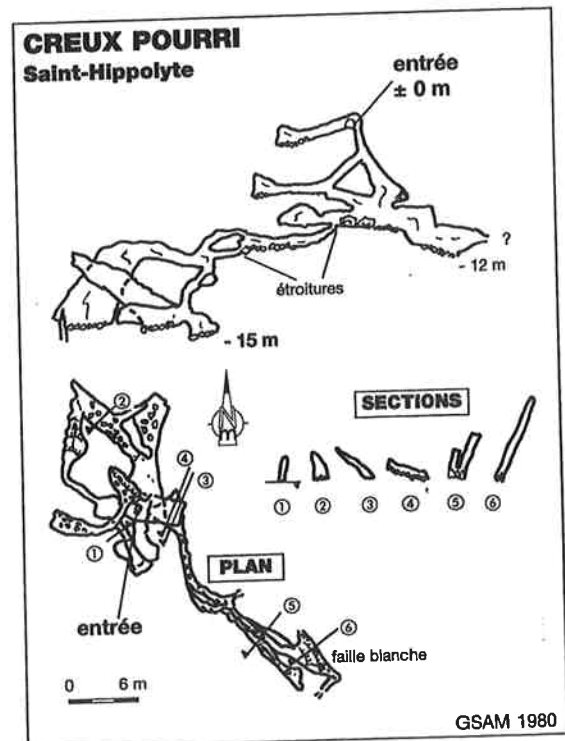 CREUX POURRI
Saint-Hippolyte
entrée
± 0 m
?
- 12 m
étroitures
- 15 m
N
SECTIONS
① ② ③ ④ ⑤ ⑥
②
④
③
①
PLAN
entrée
⑤
⑥
faille blanche
0 6 m
GSAM 1980